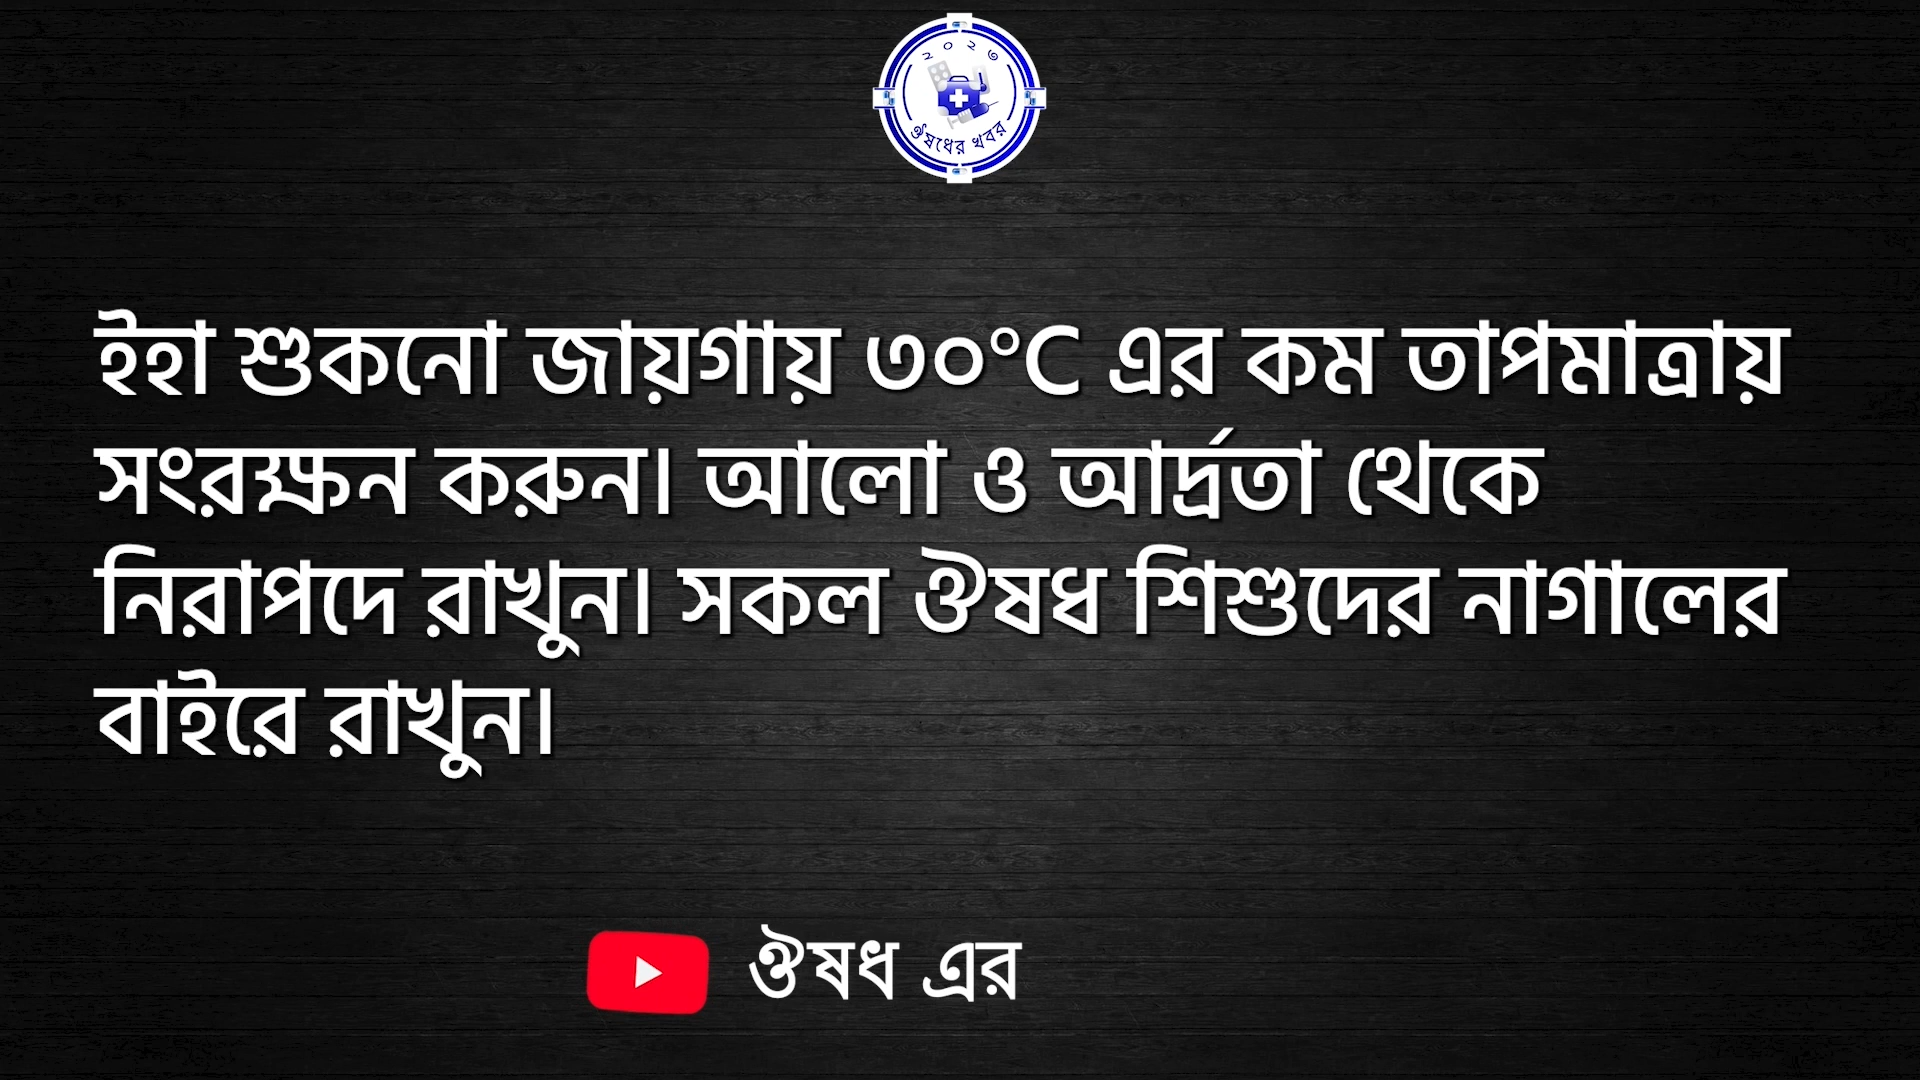 ২০২৩
ঔষধের খবর
ইহা শুকনো জায়গায় ৩০°C এর কম তাপমাত্রায়
সংরক্ষন করুন। আলো ও আর্দ্রতা থেকে
নিরাপদে রাখুন। সকল ঔষধ শিশুদের নাগালের
বাইরে রাখুন।
ঔষধ এর